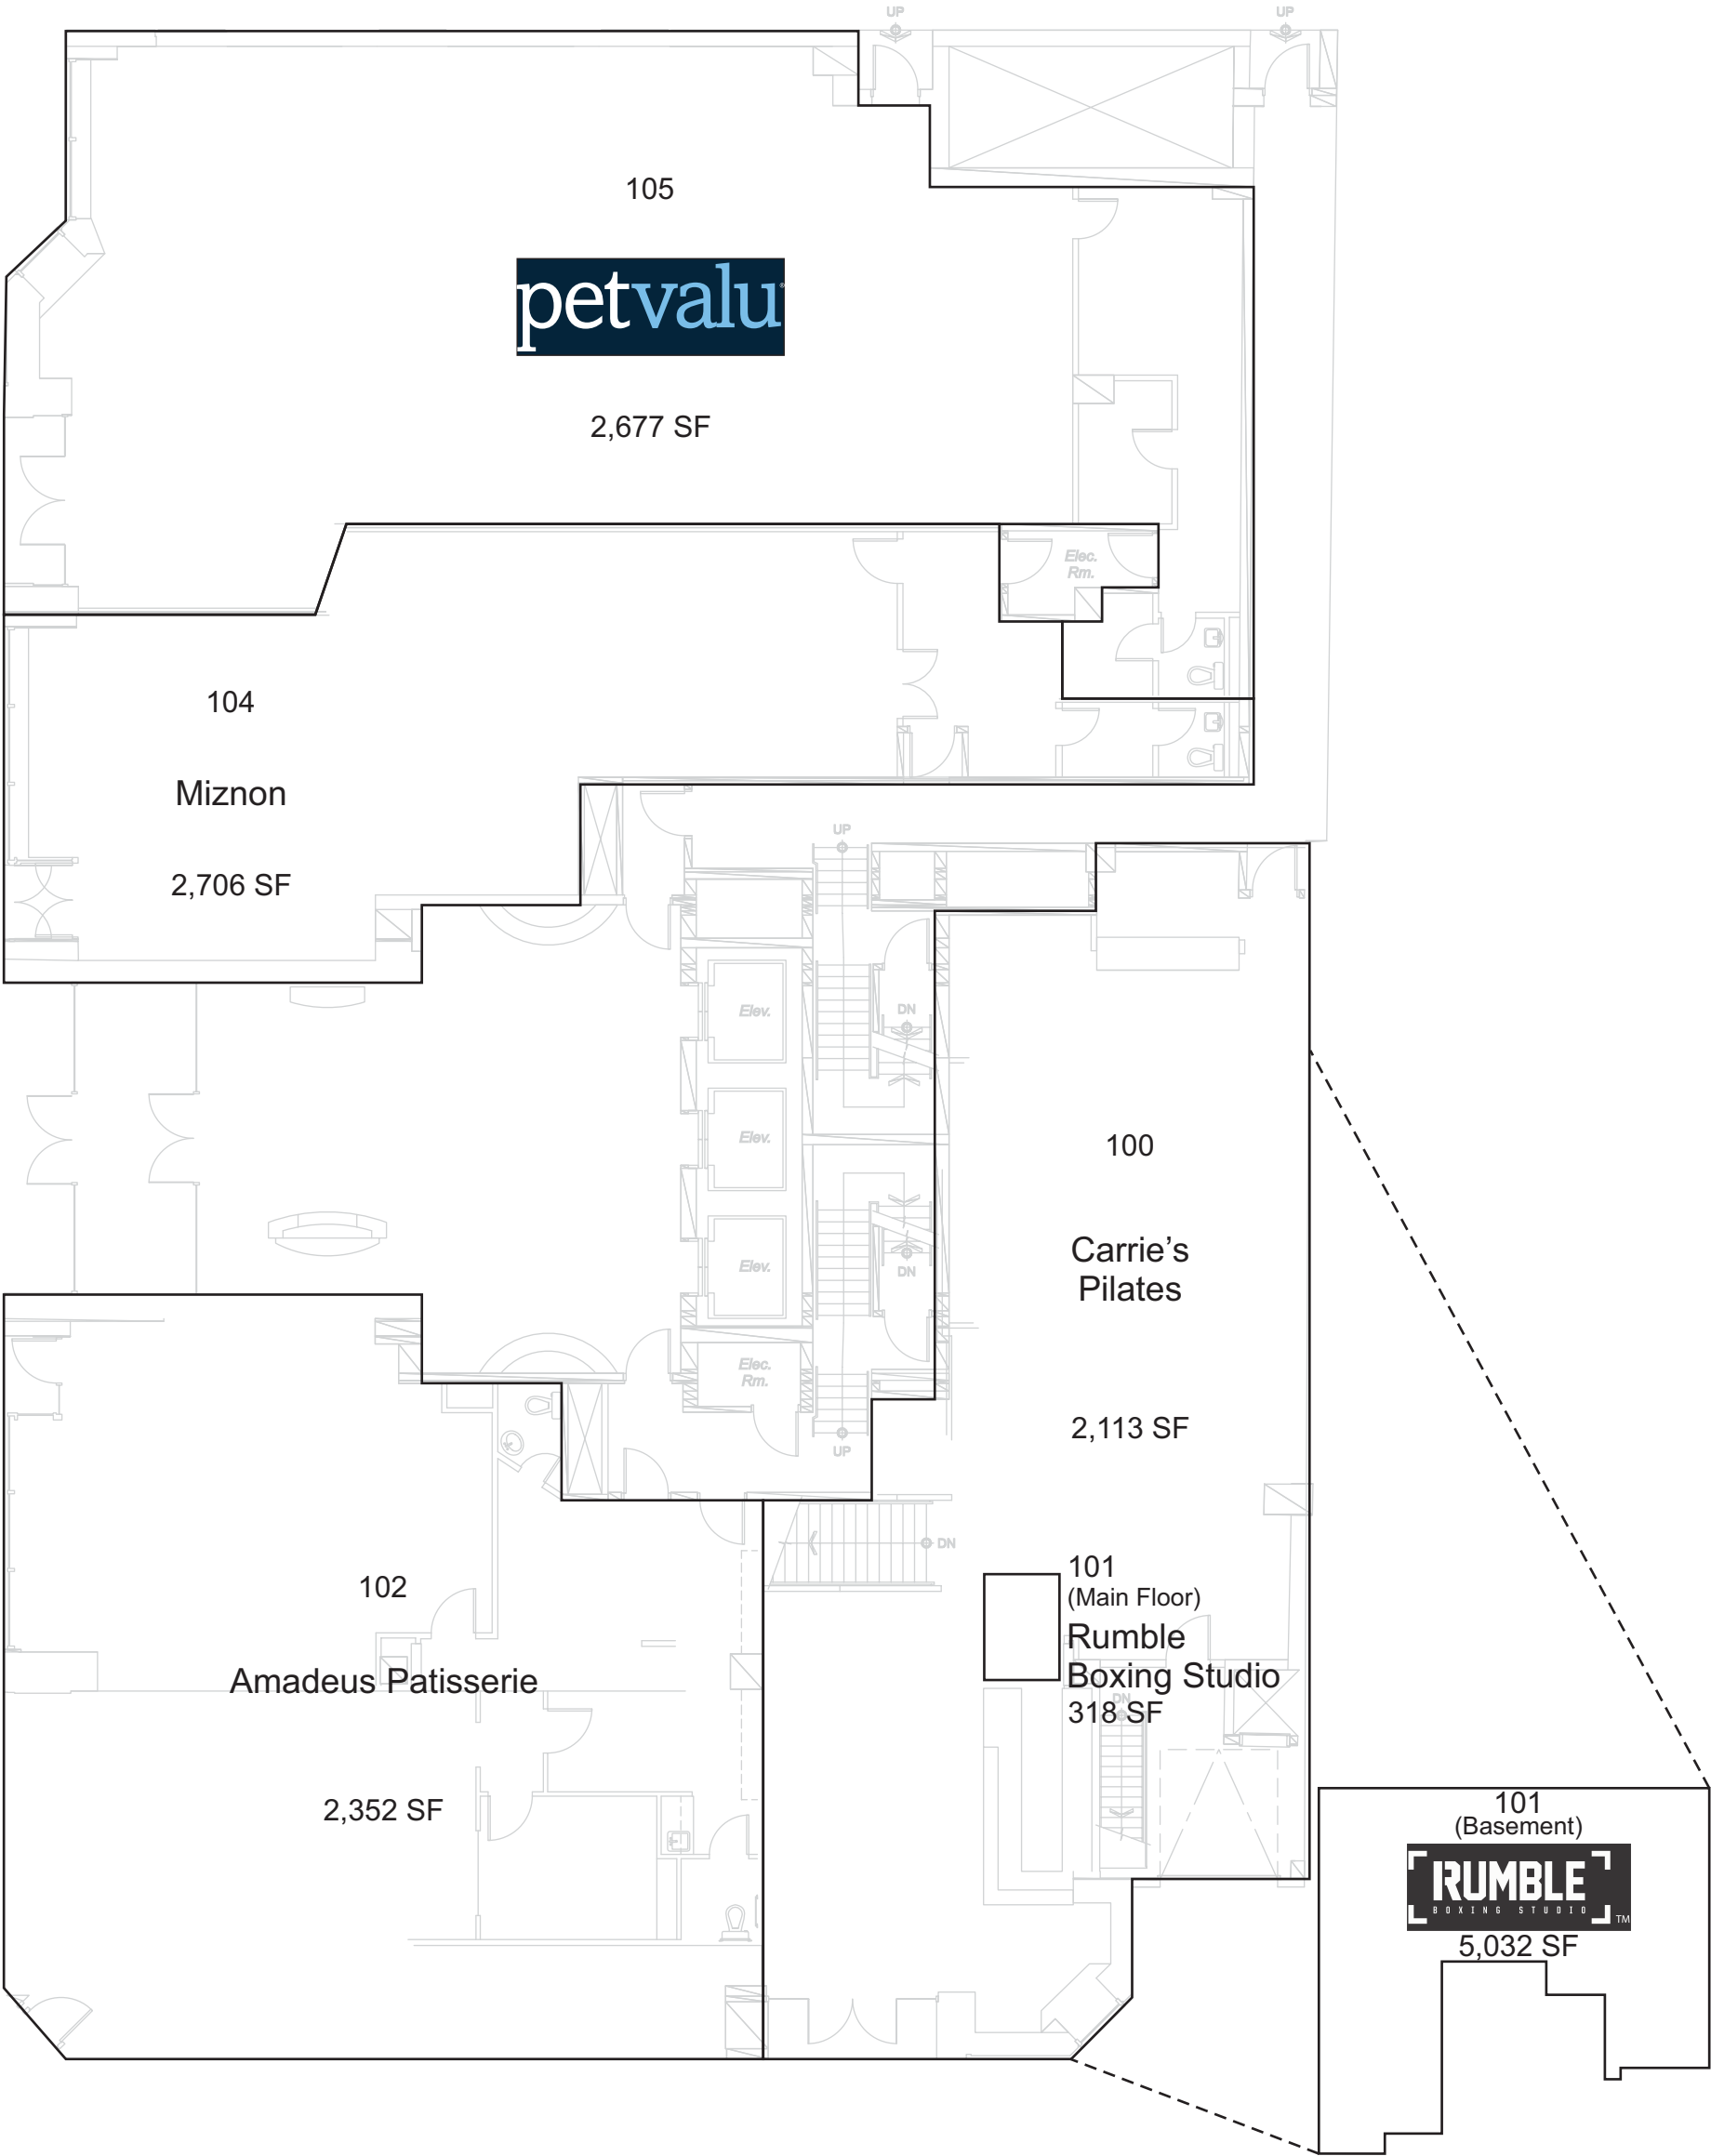 UP
UP
105
petvalu®
2,677 SF
Elec.
Rm.
104
Miznon
2,706 SF
UP
Elev.
DN
Elev.
100
Carrie’s
Pilates
Elev.
DN
Elec.
Rm.
2,113 SF
UP
DN
102
101
(Main Floor)
Rumble
Boxing Studio
318 SF
DN
Amadeus Patisserie
2,352 SF
101
(Basement)
RUMBLE
BOXING STUDIO
TM
5,032 SF